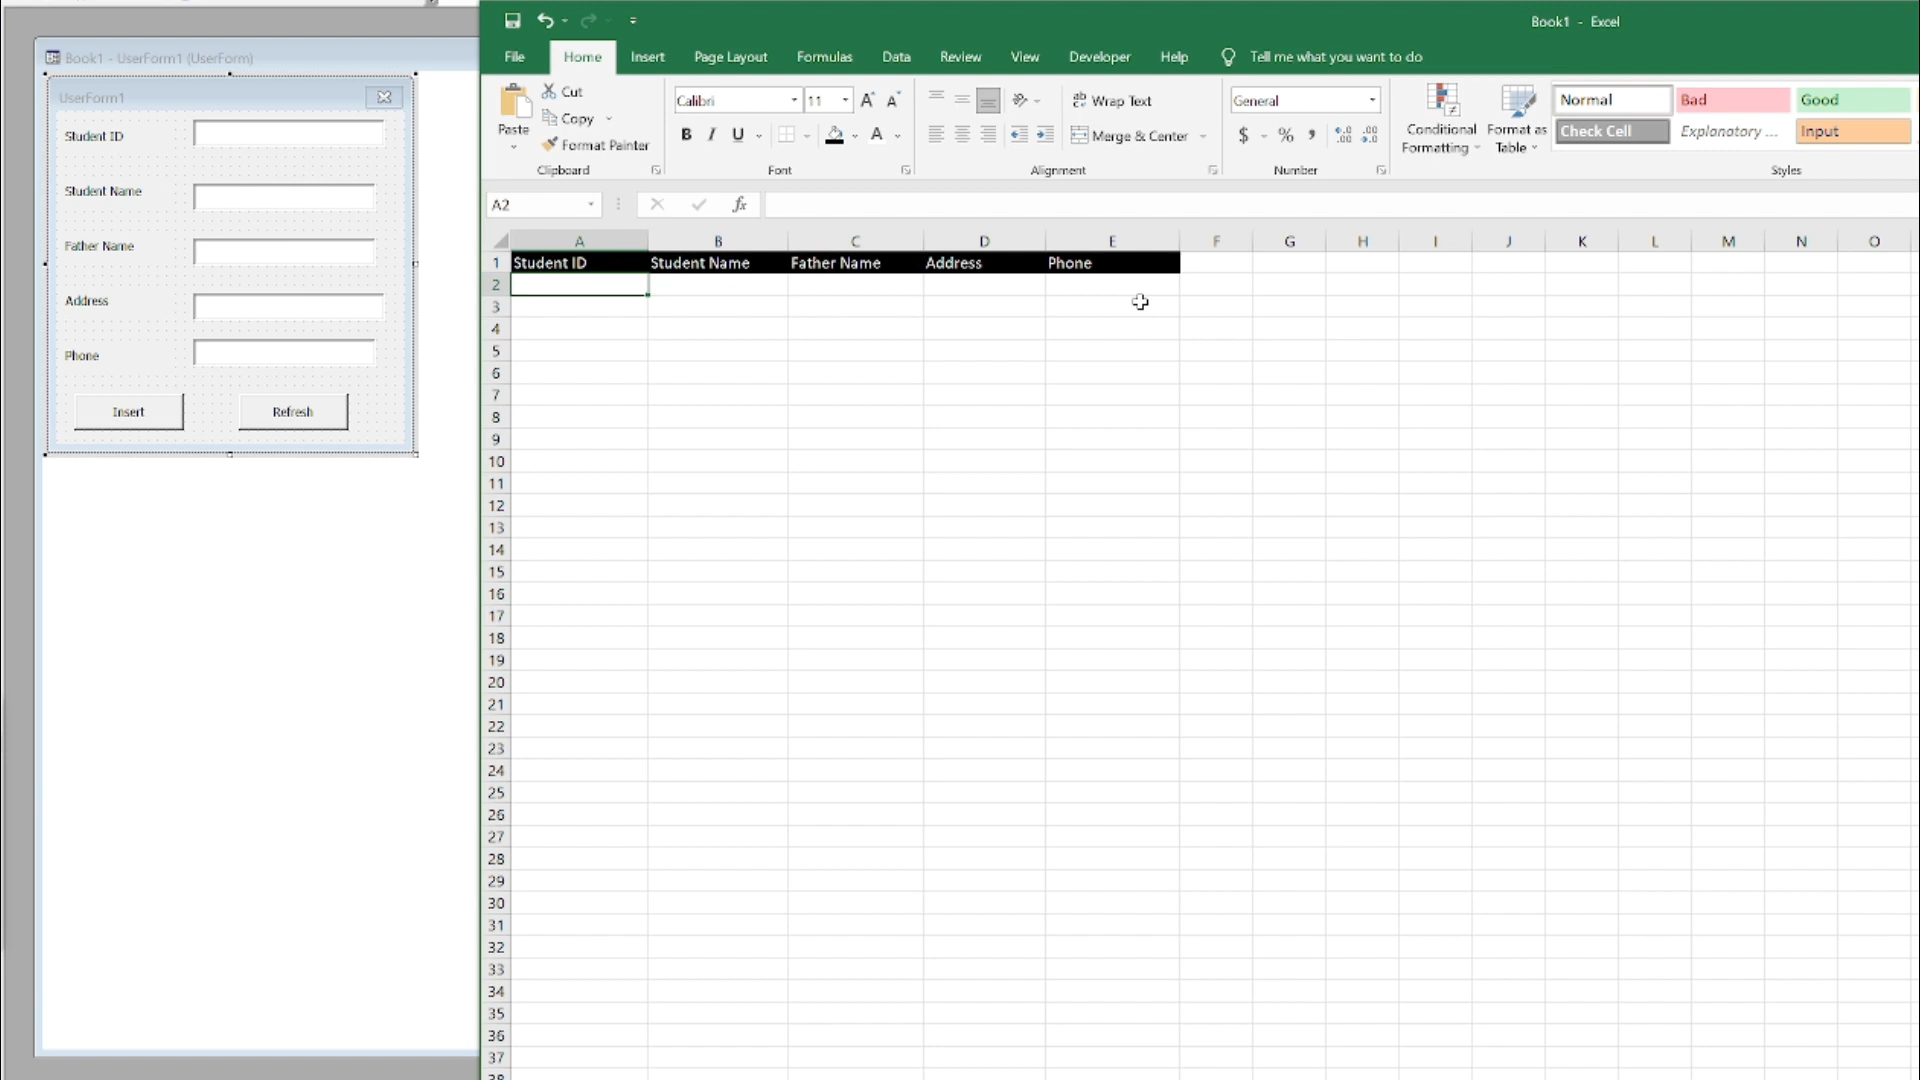 Book1 - UserForm1 (UserForm)
UserForm1
Student ID
Student Name
Father Name
Address
Phone
Insert
Refresh
Book1 - Excel
File
Home
Insert
Page Layout
Formulas
Data
Review
View
Developer
Help
Tell me what you want to do
Paste
Cut
Copy
Format Painter
Clipboard
Calibri
11
B I U
Font
Wrap Text
Merge & Center
Alignment
General
$ % ,
Number
Conditional Formatting
Format as Table
Normal
Bad
Good
Check Cell
Explanatory ...
Input
Styles
A2
fx
A B C D E F G H I J K L M N O
1 Student ID Student Name Father Name Address Phone
2
3
4
5
6
7
8
9
10
11
12
13
14
15
16
17
18
19
20
21
22
23
24
25
26
27
28
29
30
31
32
33
34
35
36
37
38